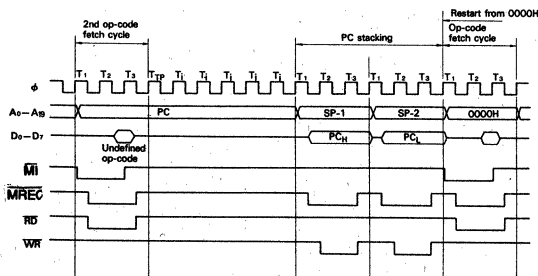 2nd op-code
fetch cycle
PC stacking
Restart from 0000H
Op-code
fetch cycle
T1 T2 T3 TTP Ti Ti Ti Ti Ti T1 T2 T3 T1 T2 T3 T1 T2 T3
φ
A0–A19 PC SP-1 SP-2 0000H
D0–D7 PCH PCL
Undefined
op-code
MI
MREC
RD
WR